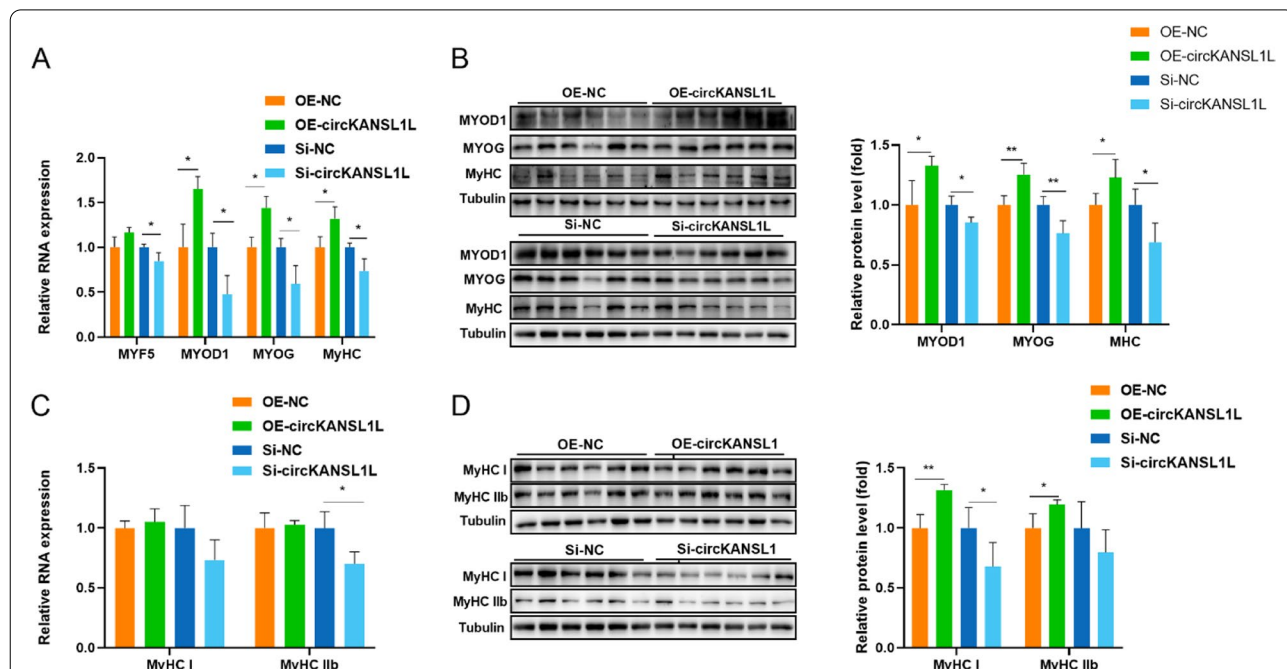 A
OE-NC
OE-circKANSL1L
Si-NC
Si-circKANSL1L
Relative RNA expression
2.0
1.5
1.0
0.5
0.0
* * * * * * *
MYF5 MYOD1 MYOG MyHC
B
OE-NC OE-circKANSL1L
MYOD1
MYOG
MyHC
Tubulin
Si-NC Si-circKANSL1L
MYOD1
MYOG
MyHC
Tubulin
OE-NC
OE-circKANSL1L
Si-NC
Si-circKANSL1L
Relative protein level (fold)
1.5
1.0
0.5
0.0
* * ** ** * *
MYOD1 MYOG MHC
C
OE-NC
OE-circKANSL1L
Si-NC
Si-circKANSL1L
Relative RNA expression
1.5
1.0
0.5
0.0
*
MyHC I MyHC IIb
D
OE-NC OE-circKANSL1
MyHC I
MyHC IIb
Tubulin
Si-NC Si-circKANSL1
MyHC I
MyHC IIb
Tubulin
OE-NC
OE-circKANSL1L
Si-NC
Si-circKANSL1L
Relative protein level (fold)
1.5
1.0
0.5
0.0
** * *
MyHC I MyHC IIb